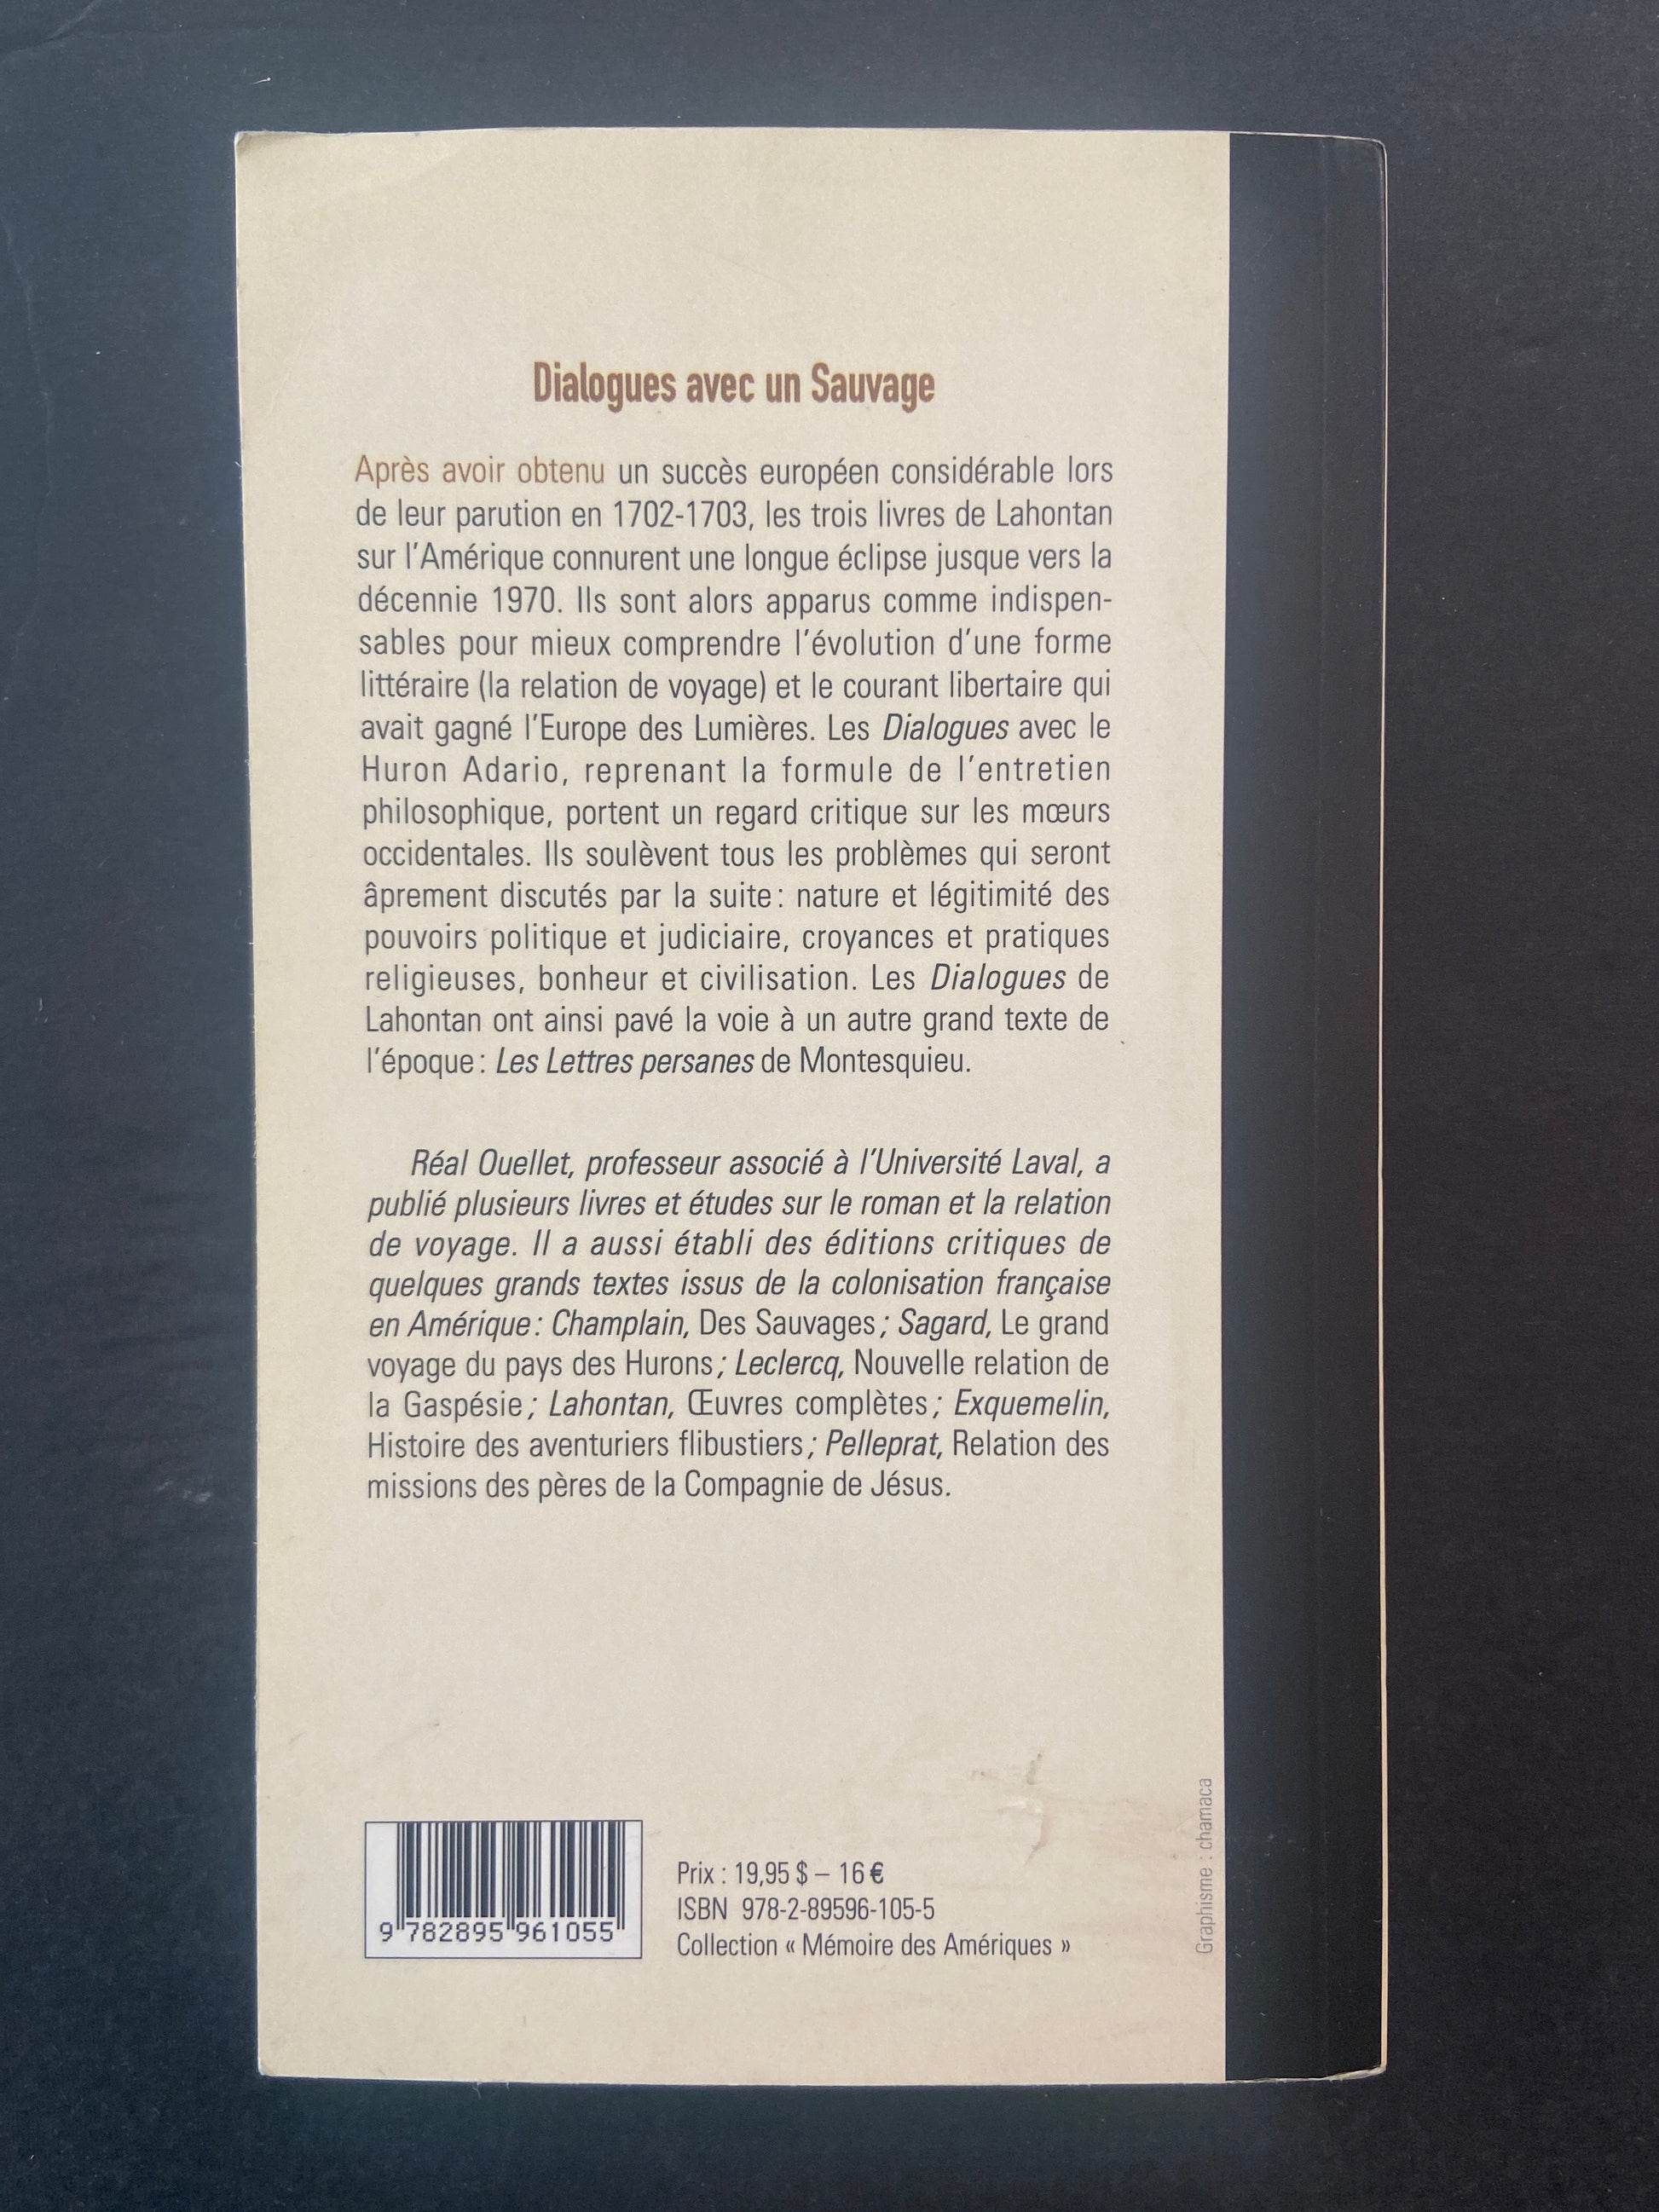 Dialogues avec un Sauvage
Après avoir obtenu un succès européen considérable lors
de leur parution en 1702-1703, les trois livres de Lahontan
sur l'Amérique connurent une longue éclipse jusque vers la
décennie 1970. Ils sont alors apparus comme indispen-
sables pour mieux comprendre l'évolution d'une forme
littéraire (la relation de voyage) et le courant libertaire qui
avait gagné l'Europe des Lumières. Les Dialogues avec le
Huron Adario, reprenant la formule de l'entretien
philosophique, portent un regard critique sur les mœurs
occidentales. Ils soulèvent tous les problèmes qui seront
âprement discutés par la suite : nature et légitimité des
pouvoirs politique et judiciaire, croyances et pratiques
religieuses, bonheur et civilisation. Les Dialogues de
Lahontan ont ainsi pavé la voie à un autre grand texte de
l'époque : Les Lettres persanes de Montesquieu.
Réal Ouellet, professeur associé à l'Université Laval, a
publié plusieurs livres et études sur le roman et la relation
de voyage. Il a aussi établi des éditions critiques de
quelques grands textes issus de la colonisation française
en Amérique : Champlain, Des Sauvages ; Sagard, Le grand
voyage du pays des Hurons ; Leclercq, Nouvelle relation de
la Gaspésie ; Lahontan, Œuvres complètes ; Exquemelin,
Histoire des aventuriers flibustiers ; Pelleprat, Relation des
missions des pères de la Compagnie de Jésus.
9 782895 961055
Prix : 19,95 $ – 16 €
ISBN 978-2-89596-105-5
Collection « Mémoire des Amériques »
Graphisme : chamaca